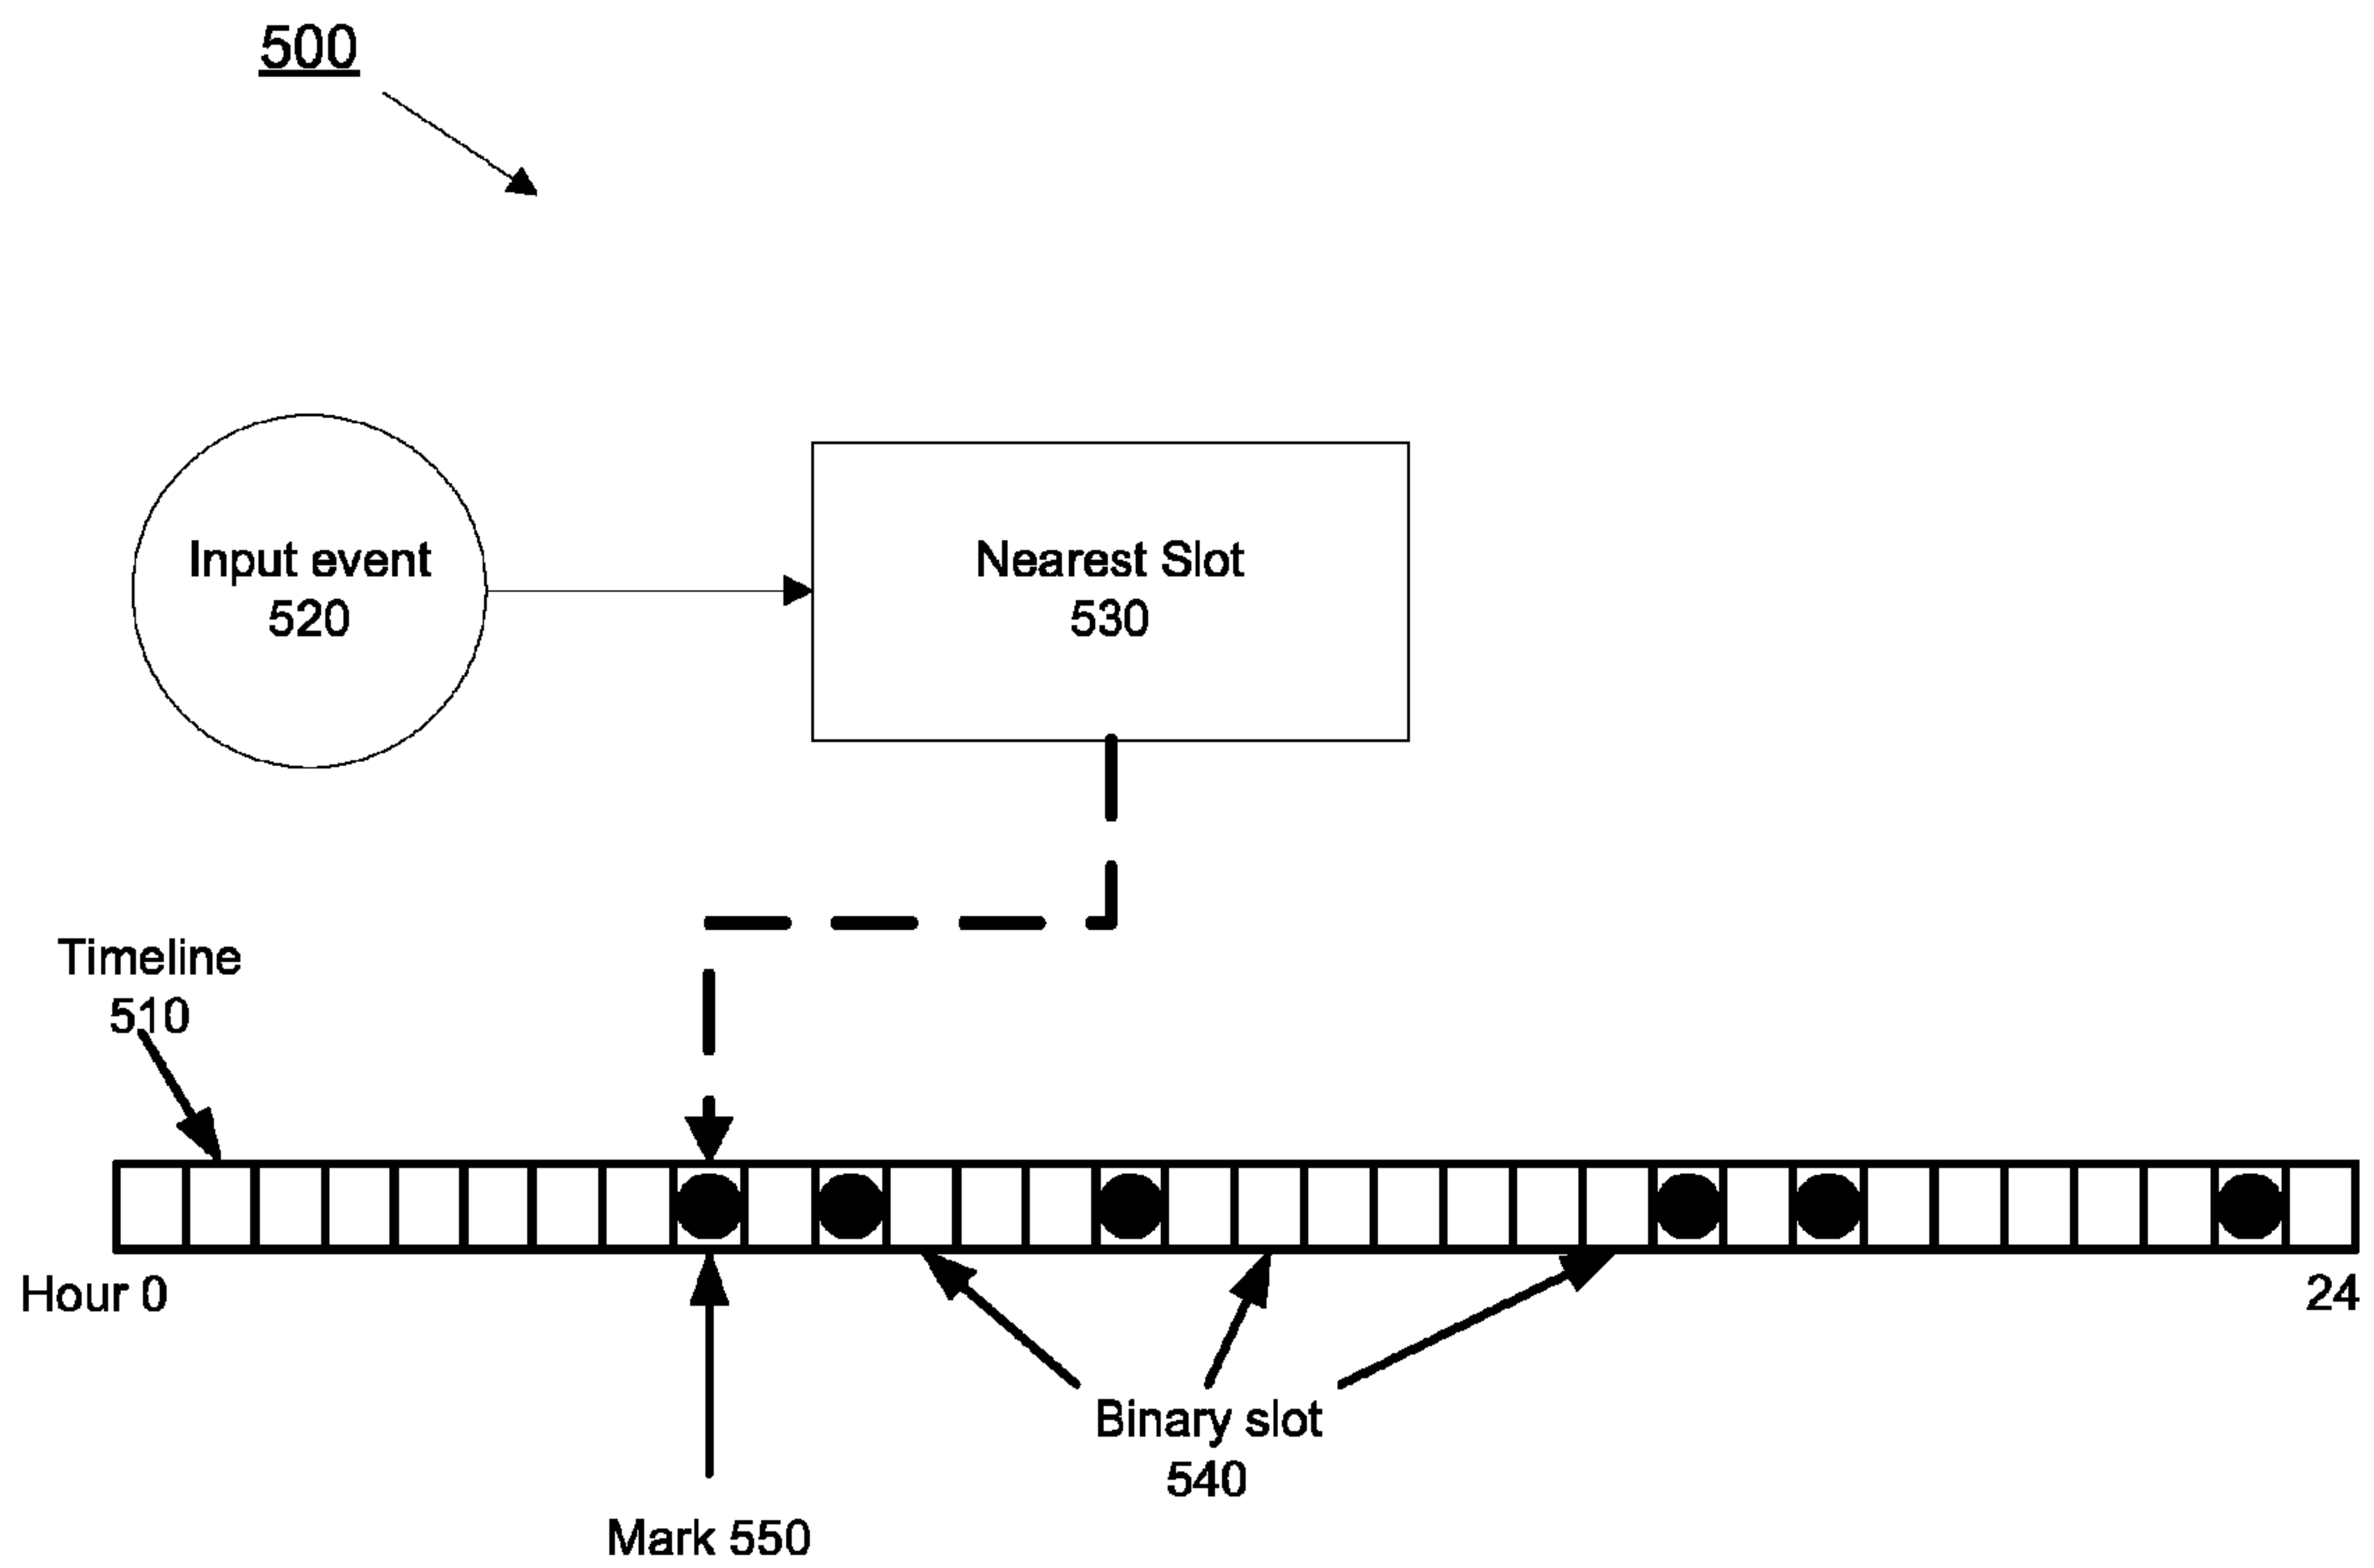 500
Input event
520
Nearest Slot
530
Timeline
510
Hour 0
24
Binary slot
540
Mark 550